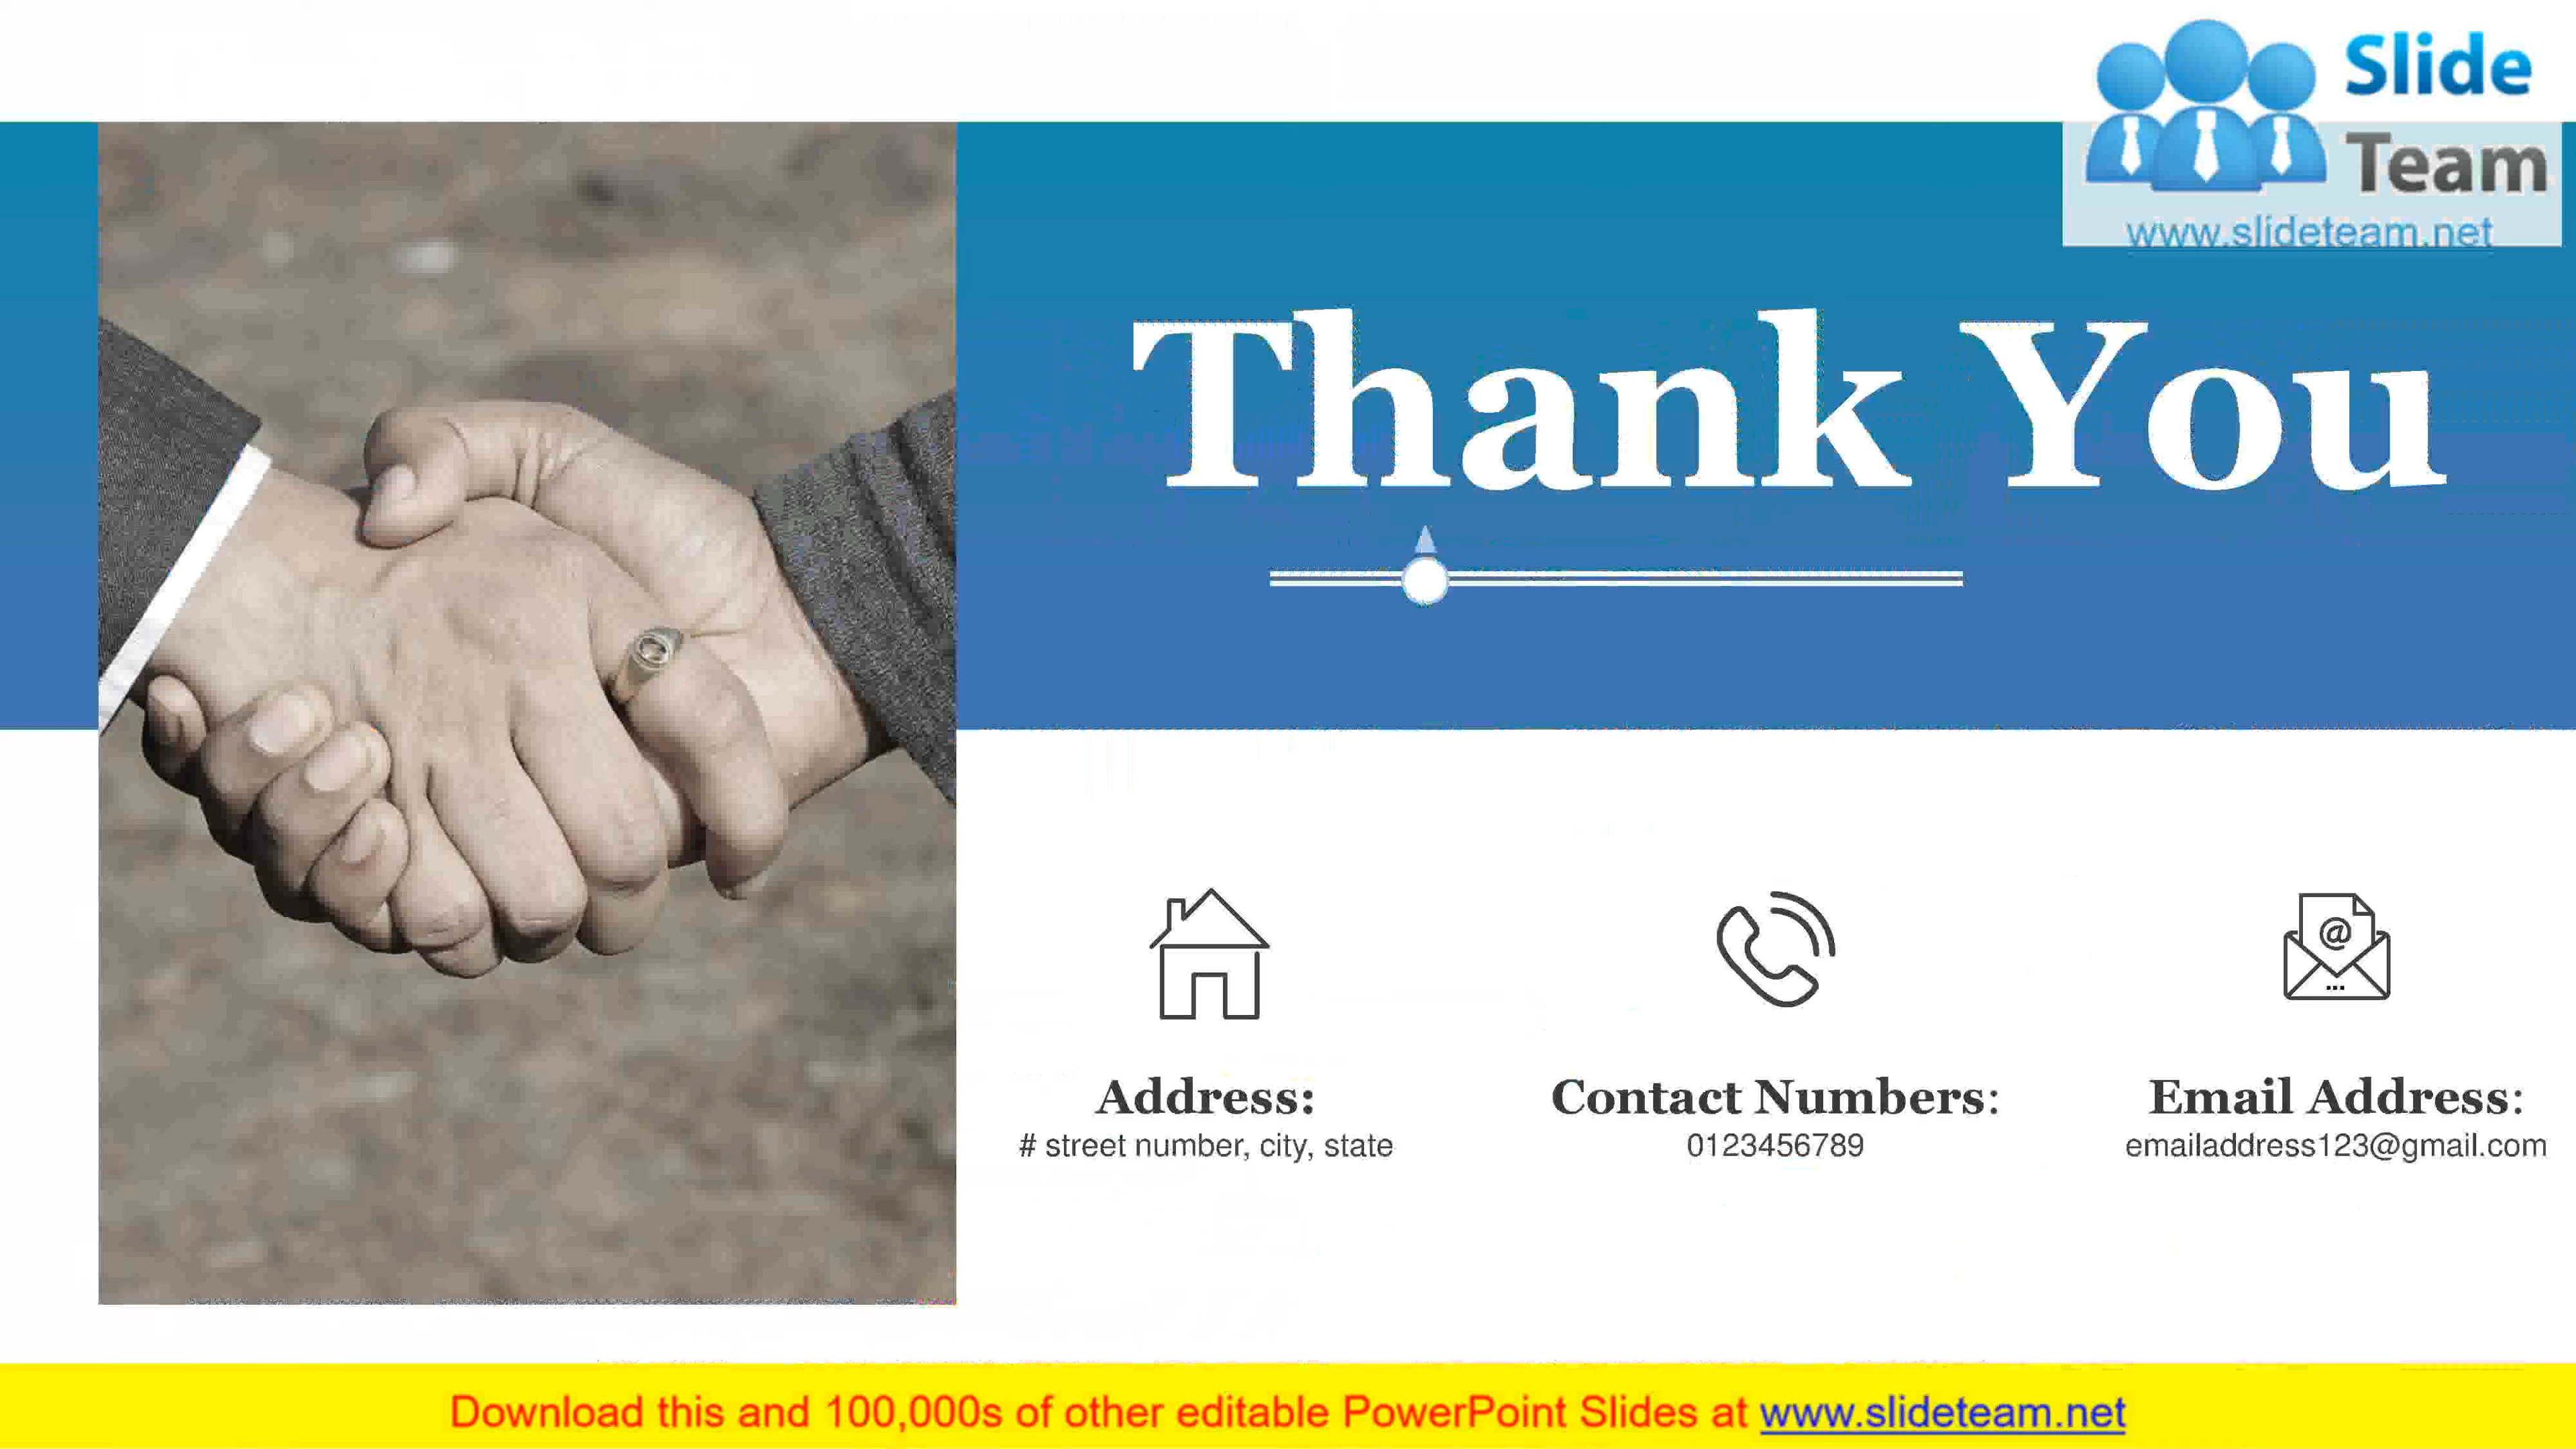 Slide
Team
www.slideteam.net
Thank You
@
Address:
# street number, city, state
Contact Numbers:
0123456789
Email Address:
emailaddress123@gmail.com
Download this and 100,000s of other editable PowerPoint Slides at www.slideteam.net